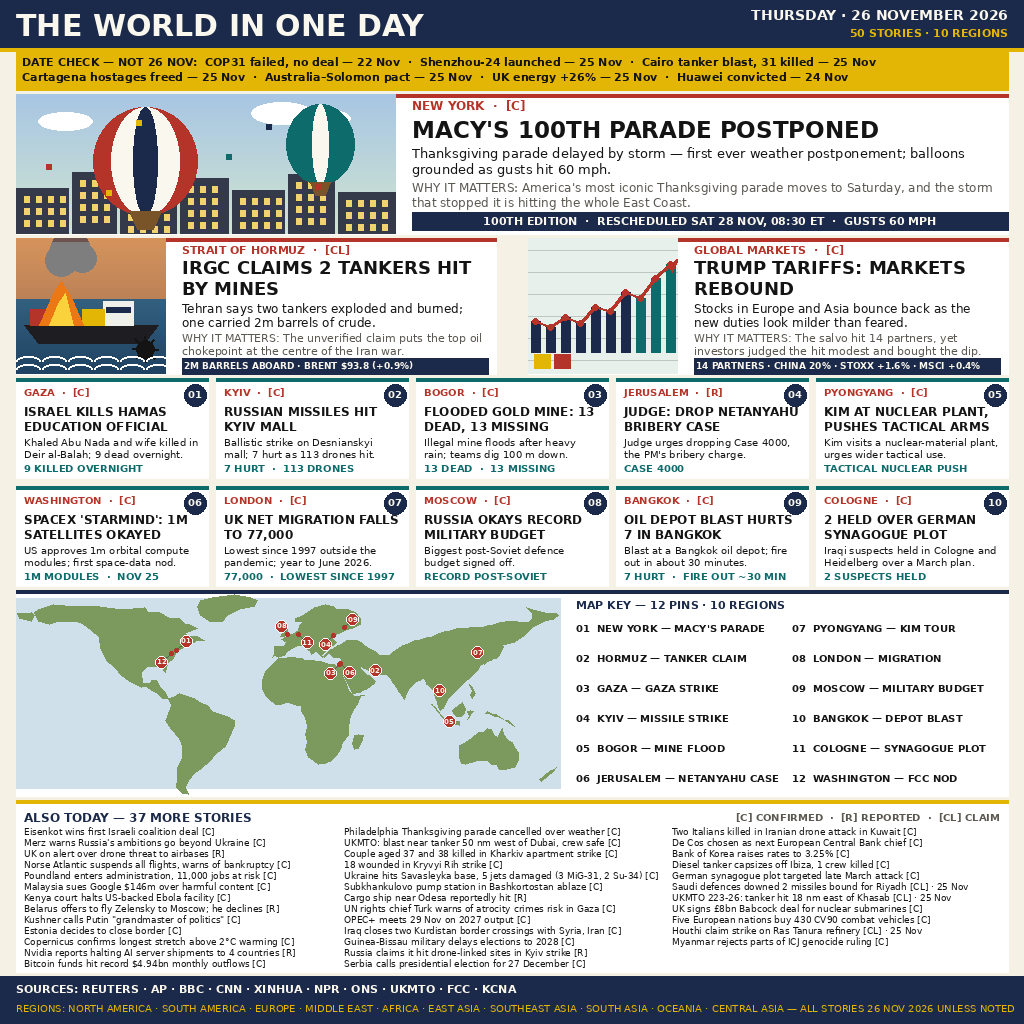 THE WORLD IN ONE DAY
THURSDAY · 26 NOVEMBER 2026
50 STORIES · 10 REGIONS
DATE CHECK — NOT 26 NOV: COP31 failed, no deal — 22 Nov · Shenzhou-24 launched — 25 Nov · Cairo tanker blast, 31 killed — 25 Nov
Cartagena hostages freed — 25 Nov · Australia–Solomon pact — 25 Nov · UK energy +26% — 25 Nov · Huawei convicted — 24 Nov
NEW YORK · [C]
MACY'S 100TH PARADE POSTPONED
Thanksgiving parade delayed by storm — first ever weather postponement; balloons
grounded as gusts hit 60 mph.
WHY IT MATTERS: America's most iconic Thanksgiving parade moves to Saturday, and the storm
that stopped it is hitting the whole East Coast.
100TH EDITION · RESCHEDULED SAT 28 NOV, 08:30 ET · GUSTS 60 MPH
STRAIT OF HORMUZ · [CL]
IRGC CLAIMS 2 TANKERS HIT
BY MINES
Tehran says two tankers exploded and burned;
one carried 2m barrels of crude.
WHY IT MATTERS: The unverified claim puts the top oil
chokepoint at the centre of the Iran war.
2M BARRELS ABOARD · BRENT $93.8 (+0.9%)
GLOBAL MARKETS · [C]
TRUMP TARIFFS: MARKETS
REBOUND
Stocks in Europe and Asia bounce back as the
new duties look milder than feared.
WHY IT MATTERS: The salvo hit 14 partners, yet
investors judged the hit modest and bought the dip.
14 PARTNERS · CHINA 20% · STOXX +1.6% · MSCI +0.4%
GAZA · [C]
01
ISRAEL KILLS HAMAS
EDUCATION OFFICIAL
Khaled Abu Nada and wife killed in
Deir al-Balah; 9 dead overnight.
9 KILLED OVERNIGHT
KYIV · [C]
02
RUSSIAN MISSILES HIT
KYIV MALL
Ballistic strike on Desnianskyi
mall; 7 hurt as 113 drones hit.
7 HURT · 113 DRONES
BOGOR · [C]
03
FLOODED GOLD MINE: 13
DEAD, 13 MISSING
Illegal mine floods after heavy
rain; teams dig 100 m down.
13 DEAD · 13 MISSING
JERUSALEM · [R]
04
JUDGE: DROP NETANYAHU
BRIBERY CASE
Judge urges dropping Case 4000,
the PM's bribery charge.
CASE 4000
PYONGYANG · [C]
05
KIM AT NUCLEAR PLANT,
PUSHES TACTICAL ARMS
Kim visits a nuclear-material plant,
urges wider tactical use.
TACTICAL NUCLEAR PUSH
WASHINGTON · [C]
06
SPACEX 'STARMIND': 1M
SATELLITES OKAYED
US approves 1m orbital compute
modules; first space-data nod.
1M MODULES · NOV 25
LONDON · [C]
07
UK NET MIGRATION FALLS
TO 77,000
Lowest since 1997 outside the
pandemic; year to June 2026.
77,000 · LOWEST SINCE 1997
MOSCOW · [C]
08
RUSSIA OKAYS RECORD
MILITARY BUDGET
Biggest post-Soviet defence
budget signed off.
RECORD POST-SOVIET
BANGKOK · [C]
09
OIL DEPOT BLAST HURTS
7 IN BANGKOK
Blast at a Bangkok oil depot; fire
out in about 30 minutes.
7 HURT · FIRE OUT ~30 MIN
COLOGNE · [C]
10
2 HELD OVER GERMAN
SYNAGOGUE PLOT
Iraqi suspects held in Cologne and
Heidelberg over a March plan.
2 SUSPECTS HELD
01
12
08
11
04
09
03
06
02
07
10
05
MAP KEY — 12 PINS · 10 REGIONS
01 NEW YORK — MACY'S PARADE
02 HORMUZ — TANKER CLAIM
03 GAZA — GAZA STRIKE
04 KYIV — MISSILE STRIKE
05 BOGOR — MINE FLOOD
06 JERUSALEM — NETANYAHU CASE
07 PYONGYANG — KIM TOUR
08 LONDON — MIGRATION
09 MOSCOW — MILITARY BUDGET
10 BANGKOK — DEPOT BLAST
11 COLOGNE — SYNAGOGUE PLOT
12 WASHINGTON — FCC NOD
ALSO TODAY — 37 MORE STORIES
[C] CONFIRMED · [R] REPORTED · [CL] CLAIM
Eisenkot wins first Israeli coalition deal [C]
Merz warns Russia's ambitions go beyond Ukraine [C]
UK on alert over drone threat to airbases [R]
Norse Atlantic suspends all flights, warns of bankruptcy [C]
Poundland enters administration, 11,000 jobs at risk [C]
Malaysia sues Google $146m over harmful content [C]
Kenya court halts US-backed Ebola facility [C]
Belarus offers to fly Zelensky to Moscow; he declines [R]
Kushner calls Putin "grandmaster of politics" [C]
Estonia decides to close border [C]
Copernicus confirms longest stretch above 2°C warming [C]
Nvidia reports halting AI server shipments to 4 countries [R]
Bitcoin funds hit record $4.94bn monthly outflows [C]
Philadelphia Thanksgiving parade cancelled over weather [C]
UKMTO: blast near tanker 50 nm west of Dubai, crew safe [C]
Couple aged 37 and 38 killed in Kharkiv apartment strike [C]
18 wounded in Kryvyi Rih strike [C]
Ukraine hits Savasleyka base, 5 jets damaged (3 MiG-31, 2 Su-34) [C]
Subkhankulovo pump station in Bashkortostan ablaze [C]
Cargo ship near Odesa reportedly hit [R]
UN rights chief Turk warns of atrocity crimes risk in Gaza [C]
OPEC+ meets 29 Nov on 2027 output [C]
Iraq closes two Kurdistan border crossings with Syria, Iran [C]
Guinea-Bissau military delays elections to 2028 [C]
Russia claims it hit drone-linked sites in Kyiv strike [R]
Serbia calls presidential election for 27 December [C]
Two Italians killed in Iranian drone attack in Kuwait [C]
De Cos chosen as next European Central Bank chief [C]
Bank of Korea raises rates to 3.25% [C]
Diesel tanker capsizes off Ibiza, 1 crew killed [C]
German synagogue plot targeted late March attack [C]
Saudi defences downed 2 missiles bound for Riyadh [CL] · 25 Nov
UKMTO 223-26: tanker hit 18 nm east of Khasab [CL] · 25 Nov
UK signs £8bn Babcock deal for nuclear submarines [C]
Five European nations buy 430 CV90 combat vehicles [C]
Houthi claim strike on Ras Tanura refinery [CL] · 25 Nov
Myanmar rejects parts of ICJ genocide ruling [C]
SOURCES: REUTERS · AP · BBC · CNN · XINHUA · NPR · ONS · UKMTO · FCC · KCNA
REGIONS: NORTH AMERICA · SOUTH AMERICA · EUROPE · MIDDLE EAST · AFRICA · EAST ASIA · SOUTHEAST ASIA · SOUTH ASIA · OCEANIA · CENTRAL ASIA — ALL STORIES 26 NOV 2026 UNLESS NOTED